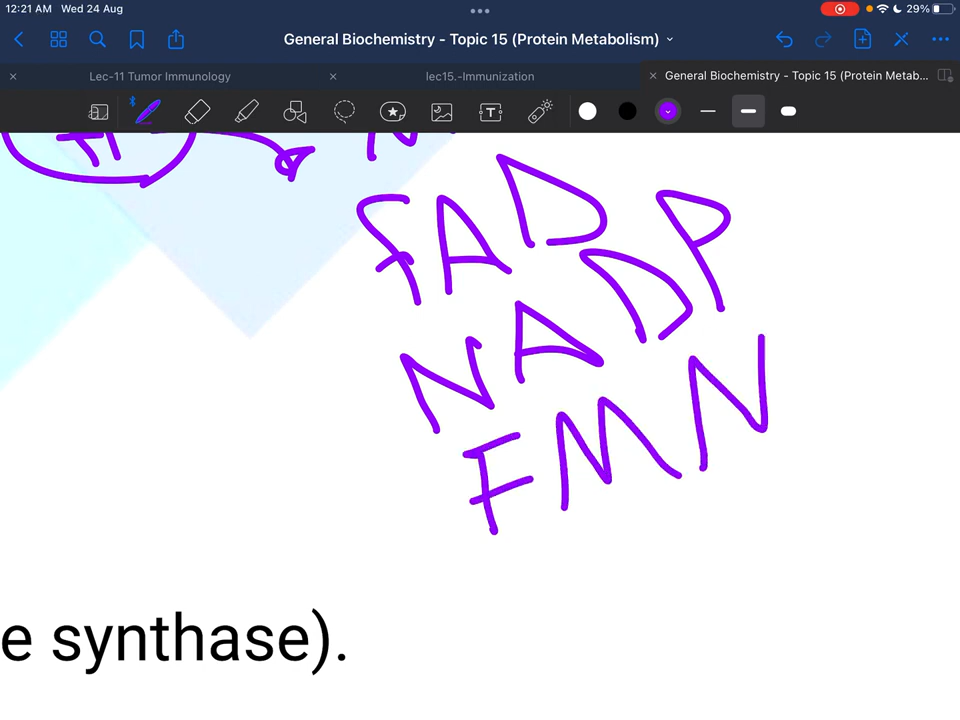 12:21 AM Wed 24 Aug
29%
General Biochemistry - Topic 15 (Protein Metabolism)
Lec-11 Tumor Immunology
lec15.-Immunization
General Biochemistry - Topic 15 (Protein Metab...
FAD
NADP
FMN
e synthase).